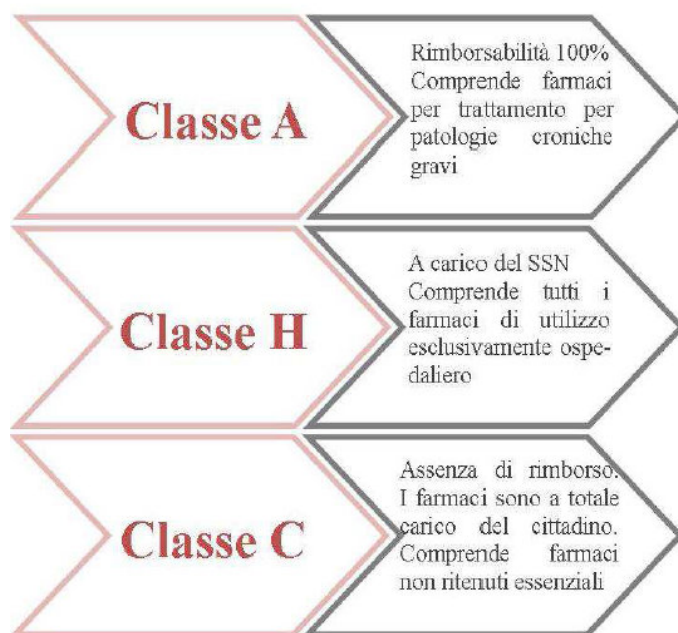 Classe A
Rimborsabilità 100%
Comprende farmaci
per trattamento per
patologie croniche
gravi
Classe H
A carico del SSN
Comprende tutti i
farmaci di utilizzo
esclusivamente ospe-
daliero
Classe C
Assenza di rimborso.
I farmaci sono a totale
carico del cittadino.
Comprende farmaci
non ritenuti essenziali